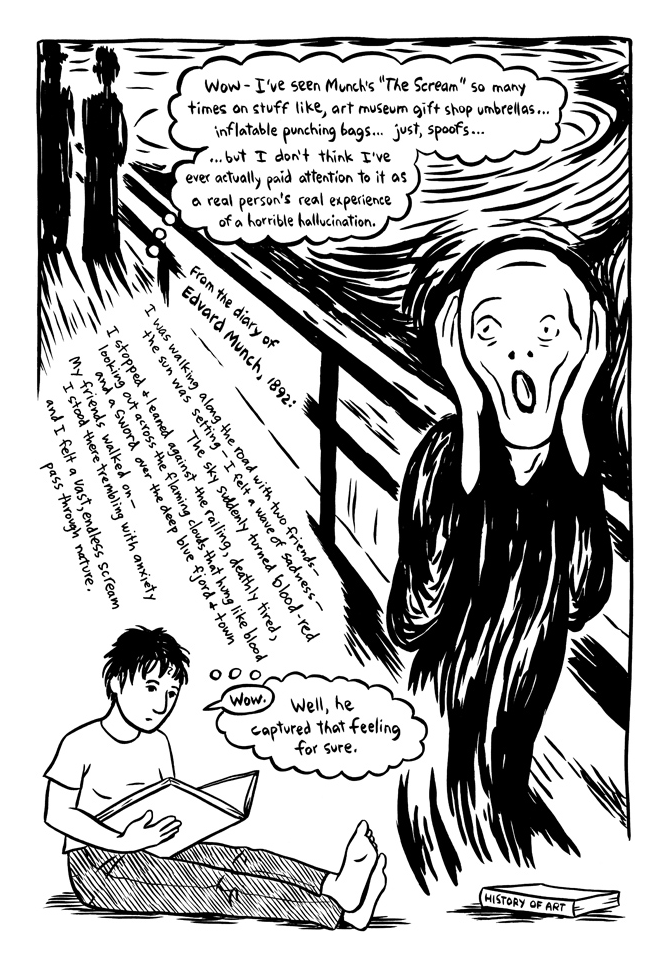 Wow - I've seen Munch's "The Scream" so many
times on stuff like, art museum gift shop umbrellas...
inflatable punching bags... just, spoofs...
...but I don't think I've
ever actually paid attention to it as
a real person's real experience
of a horrible hallucination.
From the diary of
Edvard Munch, 1892:
I was walking along the road with two friends—
the sun was setting — I felt a wave of sadness—
The sky suddenly turned blood-red
I stopped & leaned against the railing, deathly tired,
looking out across the flaming clouds that hung like blood
and a sword over the deep blue fjord & town
My friends walked on—
I stood there trembling with anxiety
and I felt a vast, endless scream
pass through nature.
Wow.
Well, he
captured that feeling
for sure.
HISTORY OF ART